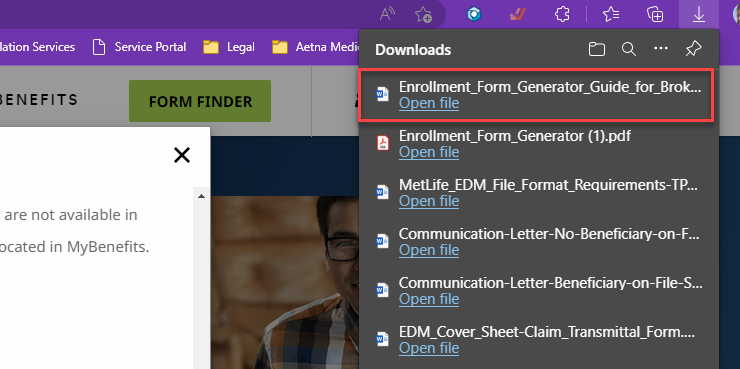 lation Services
Service Portal
Legal
Aetna Medic
Downloads
Enrollment_Form_Generator_Guide_for_Brok...
Open file
BENEFITS
FORM FINDER
Enrollment_Form_Generator (1).pdf
Open file
MetLife_EDM_File_Format_Requirements-TP...
Open file
are not available in
ocated in MyBenefits.
Communication-Letter-No-Beneficiary-on-F...
Open file
Communication-Letter-Beneficiary-on-File-S...
Open file
EDM_Cover_Sheet-Claim_Transmittal_Form....
Open file